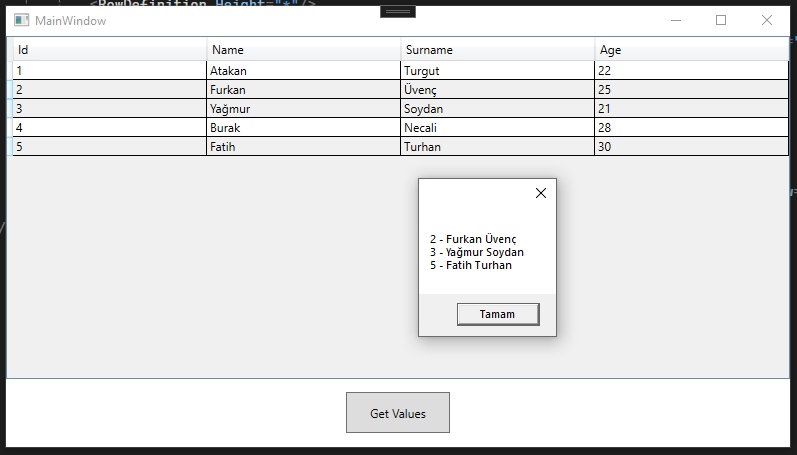 <RowDefinition Height="*"/>
MainWindow
Id Name Surname Age
1 Atakan Turgut 22
2 Furkan Üvenç 25
3 Yağmur Soydan 21
4 Burak Necali 28
5 Fatih Turhan 30
2 - Furkan Üvenç
3 - Yağmur Soydan
5 - Fatih Turhan
Tamam
Get Values